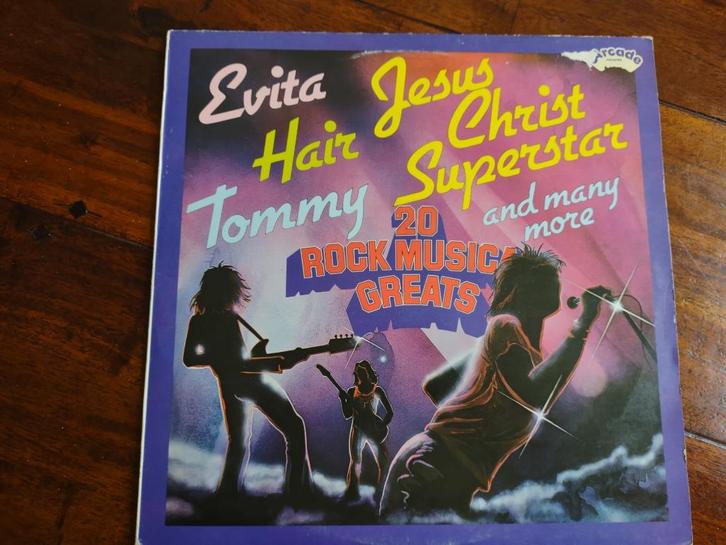 Arcade
Evita
Jesus
Christ
Superstar
Hair
Tommy
and many
more
20
ROCK MUSICA
GREATS